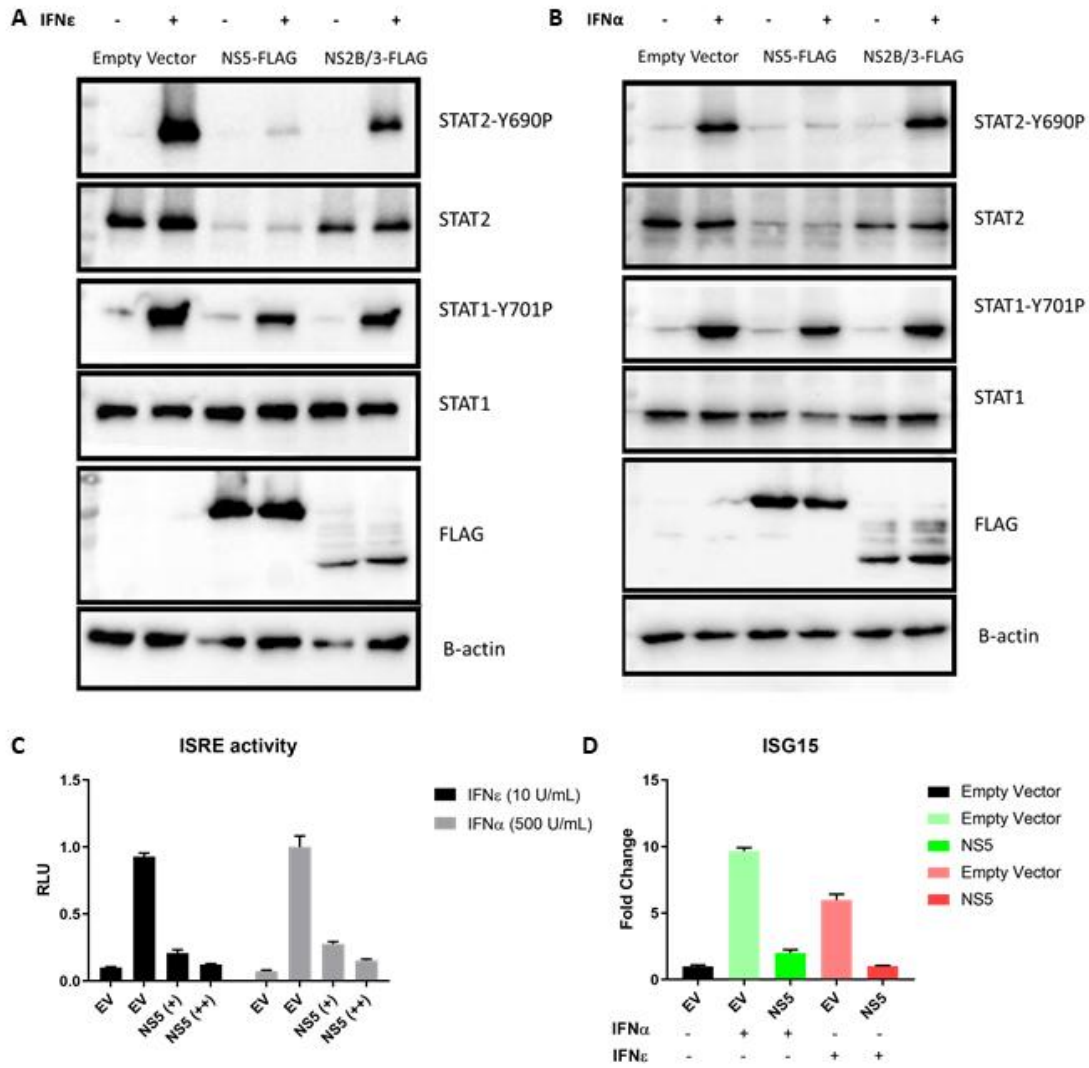 A IFNε - + - + - +
Empty Vector NS5-FLAG NS2B/3-FLAG
STAT2-Y690P
STAT2
STAT1-Y701P
STAT1
FLAG
B-actin
B IFNα - + - + - +
Empty Vector NS5-FLAG NS2B/3-FLAG
STAT2-Y690P
STAT2
STAT1-Y701P
STAT1
FLAG
B-actin
C ISRE activity
RLU
1.5
1.0
0.5
0.0
EV EV NS5 (+) NS5 (++) EV EV NS5 (+) NS5 (++)
IFNε (10 U/mL)
IFNα (500 U/mL)
D ISG15
Fold Change
15
10
5
0
EV EV NS5 EV NS5
IFNα - + + - -
IFNε - - - + +
Empty Vector
Empty Vector
NS5
Empty Vector
NS5